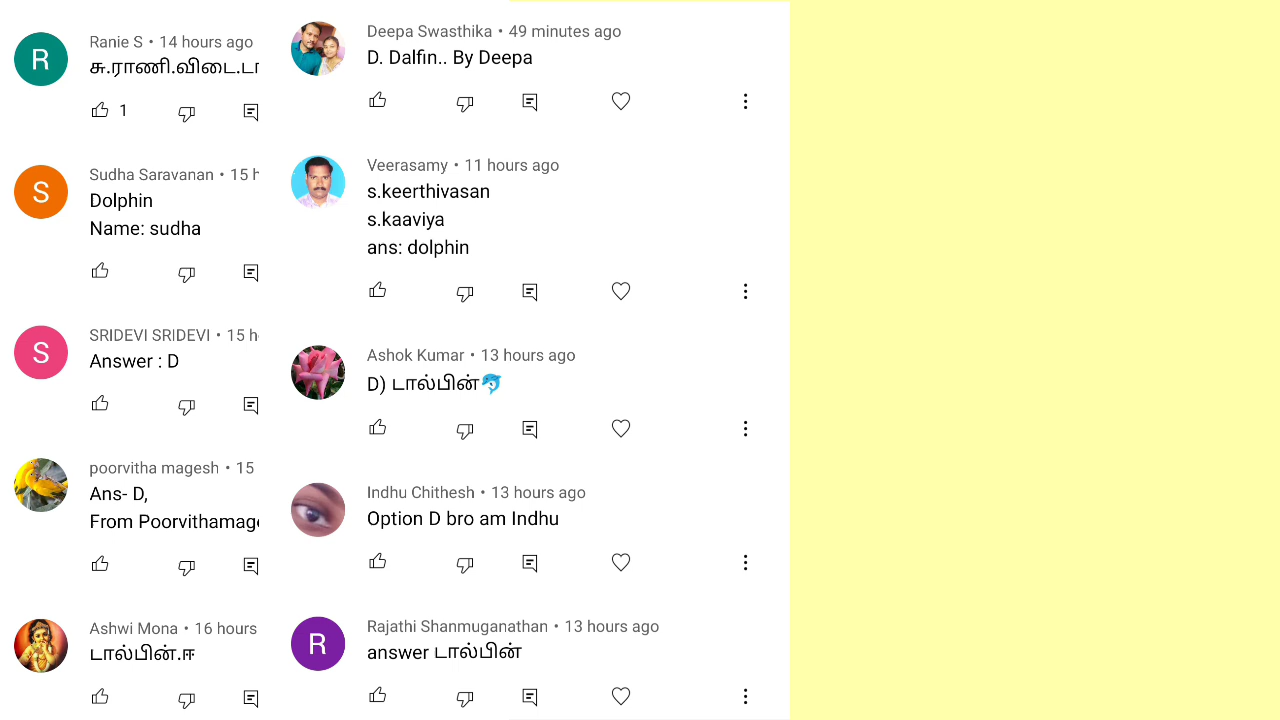 Ranie S • 14 hours ago
சு.ராணி.விடை.
1
Sudha Saravanan • 15
Dolphin
Name: sudha
SRIDEVI SRIDEVI • 15
Answer : D
poorvitha magesh • 15
Ans- D,
From
Ashwi Mona • 16 hours
டால்பின்.ஈ
Deepa Swasthika • 49 minutes ago
D. Dalfin.. By Deepa
Veerasamy • 11 hours ago
s.keerthivasan
s.kaaviya
ans: dolphin
Ashok Kumar • 13 hours ago
D) டால்பின்🐬
Indhu Chithesh • 13 hours ago
Option D bro am Indhu
Rajathi Shanmuganathan • 13 hours ago
answer டால்பின்